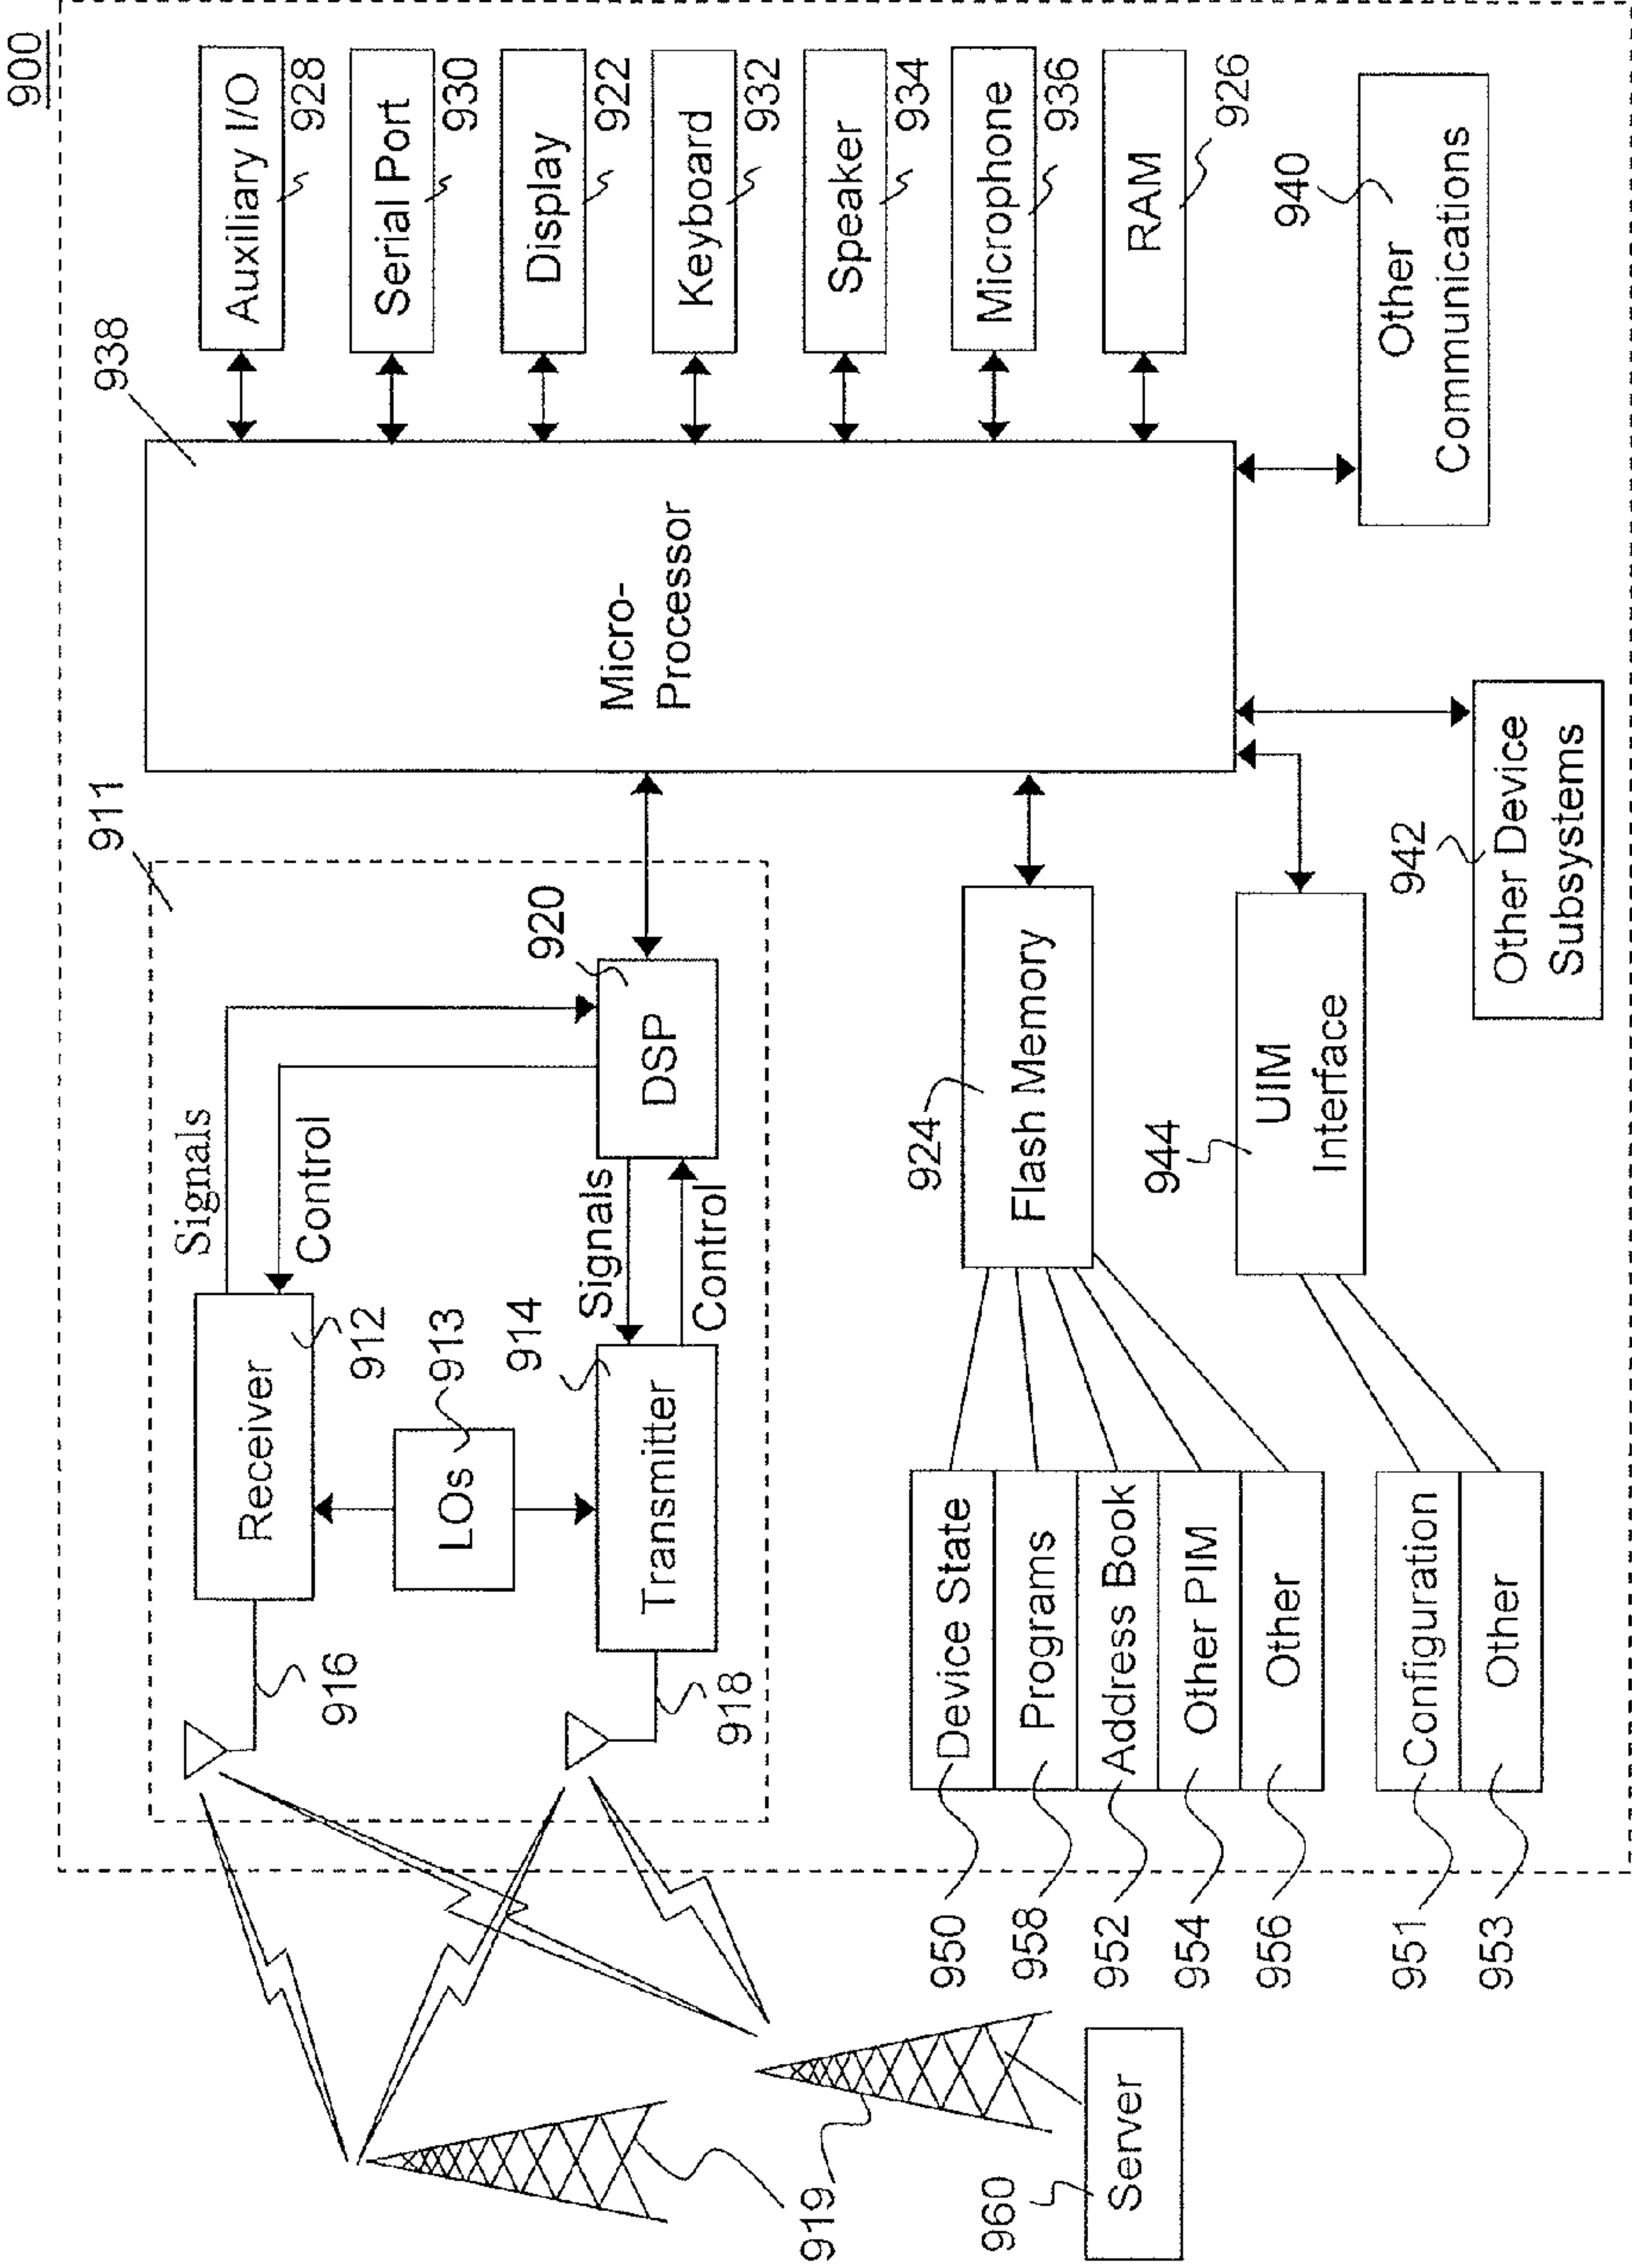 900
911
938
Signals
Control
Receiver
912
916
LOs
913
914
Signals
Control
Transmitter
918
920
DSP
Micro-
Processor
Auxiliary I/O
928
Serial Port
930
Display
922
Keyboard
932
Speaker
934
Microphone
936
RAM
926
924
Flash Memory
950
Device State
958
Programs
952
Address Book
954
Other PIM
956
Other
944
UIM
Interface
951
Configuration
953
Other
942
Other Device
Subsystems
940
Other
Communications
919
960
Server